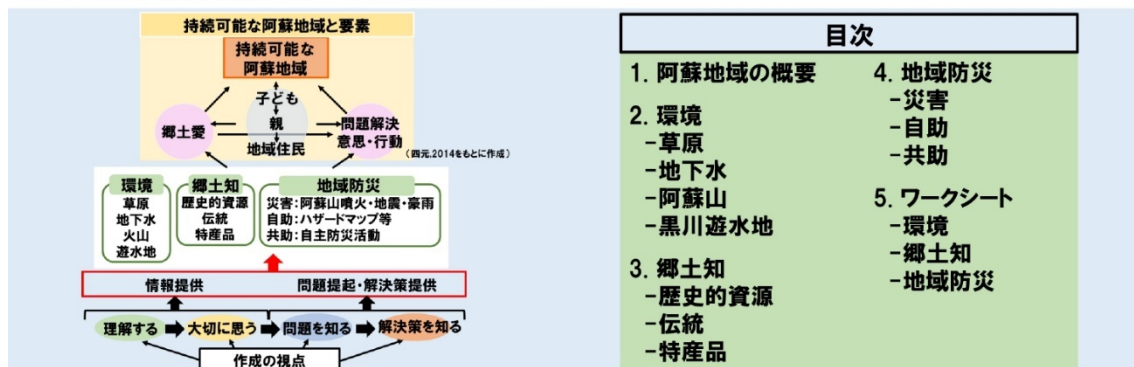 持続可能な阿蘇地域と要素
持続可能な
阿蘇地域
子ども
郷土愛
親
問題解決
意思・行動
地域住民
(四元,2014をもとに作成)
環境
草原
地下水
火山
遊水地
郷土知
歴史的資源
伝統
特産品
地域防災
災害:阿蘇山噴火・地震・豪雨
自助:ハザードマップ等
共助:自主防災活動
情報提供
問題提起・解決策提供
理解する
大切に思う
問題を知る
解決策を知る
作成の視点
目次
1. 阿蘇地域の概要
2. 環境
-草原
-地下水
-阿蘇山
-黒川遊水地
3. 郷土知
-歴史的資源
-伝統
-特産品
4. 地域防災
-災害
-自助
-共助
5. ワークシート
-環境
-郷土知
-地域防災